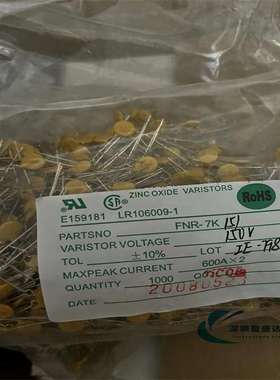 ZINC OXIDE VARISTORS
RoHS
E159181 LR106009-1
PARTSNO FNR-7K 151
VARISTOR VOLTAGE 150V
TOL ±10% LOT
MAXPEAK CURRENT 600A×2
QUANTITY 1000
20080523